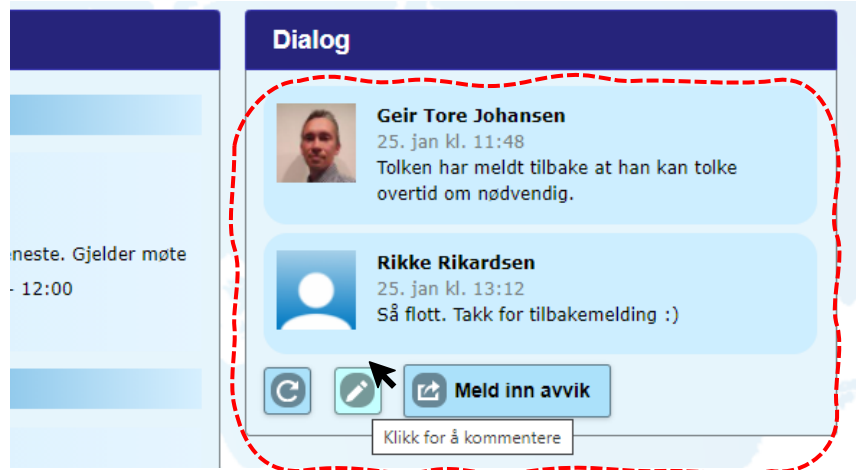 Dialog
Geir Tore Johansen
25. jan kl. 11:48
Tolken har meldt tilbake at han kan tolke
overtid om nødvendig.
eneste. Gjelder møte
- 12:00
Rikke Rikardsen
25. jan kl. 13:12
Så flott. Takk for tilbakemelding :)
Meld inn avvik
Klikk for å kommentere